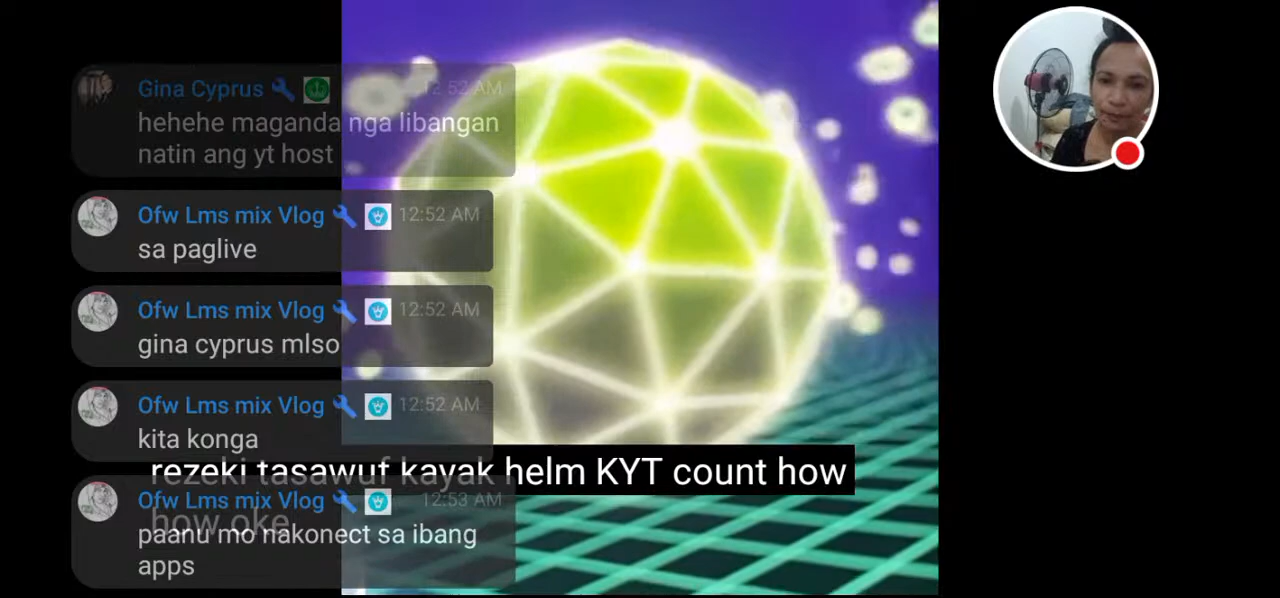 Gina Cyprus 12 52 AM
hehehe maganda nga libangan
natin ang yt host
Ofw Lms mix Vlog 12:52 AM
sa paglive
Ofw Lms mix Vlog 12:52 AM
gina cyprus mlso
Ofw Lms mix Vlog 12:52 AM
kita konga
rezeki tasawuf kayak helm KYT count how
Ofw Lms mix Vlog 12:53 AM
how oke
paanu mo nakonect sa ibang
apps